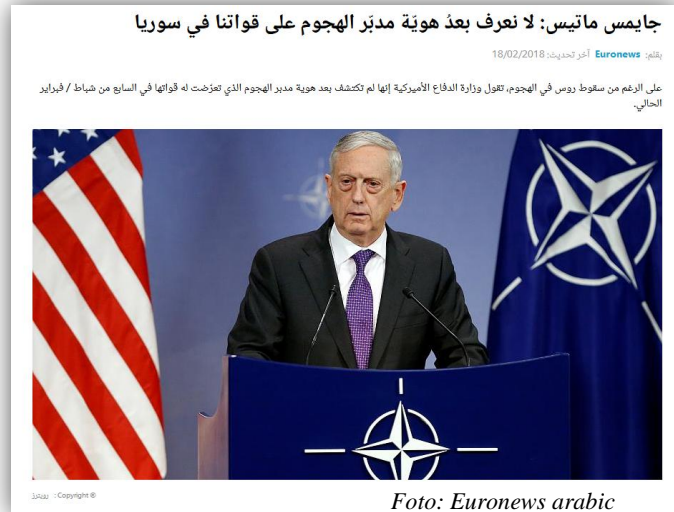 جايمس ماتيس: لا نعرف بعدُ هويّة مدبّر الهجوم على قواتنا في سوريا
بقلم: Euronews آخر تحديث: 18/02/2018
على الرغم من سقوط روس في الهجوم، تقول وزارة الدفاع الأميركية إنها لم تكتشف بعد هوية مدبر الهجوم الذي تعرّضت له قواتها في السابع من شباط / فبراير
الحالي.
Copyright © : رويترز
Foto: Euronews arabic